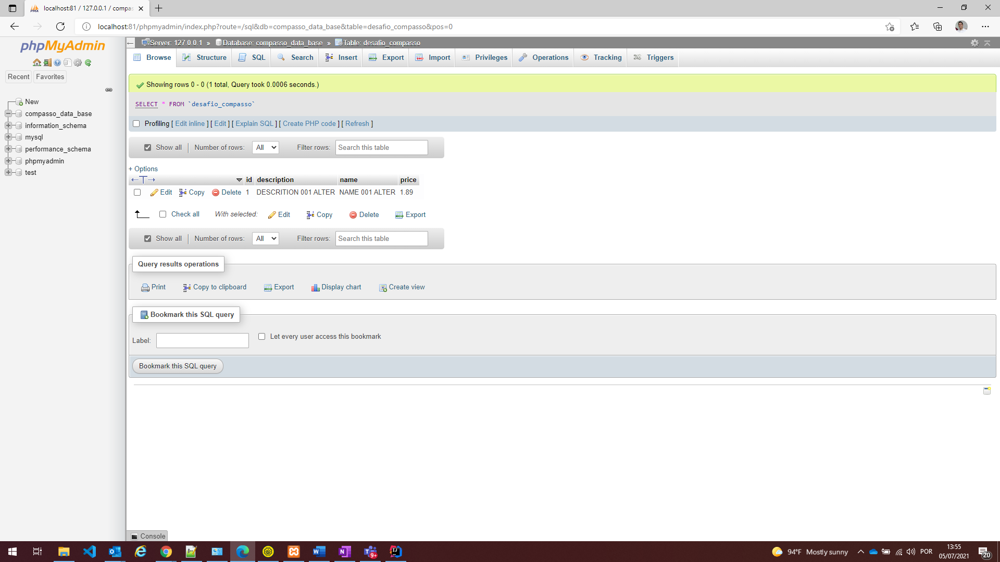 localhost:81 / 127.0.0.1 / compas
localhost:81/phpmyadmin/index.php?route=/sql&db=compasso_data_base&table=desafio_compasso&pos=0
phpMyAdmin
Recent Favorites
New
compasso_data_base
information_schema
mysql
performance_schema
phpmyadmin
test
Server: 127.0.0.1 » Database: compasso_data_base » Table: desafio_compasso
Browse Structure SQL Search Insert Export Import Privileges Operations Tracking Triggers
Showing rows 0 - 0 (1 total, Query took 0.0006 seconds.)
SELECT * FROM `desafio_compasso`
Profiling [ Edit inline ] [ Edit ] [ Explain SQL ] [ Create PHP code ] [ Refresh ]
Show all Number of rows: All Filter rows: Search this table
+ Options
←T→ id description name price
Edit Copy Delete 1 DESCRITION 001 ALTER NAME 001 ALTER 1.89
Check all With selected: Edit Copy Delete Export
Show all Number of rows: All Filter rows: Search this table
Query results operations
Print Copy to clipboard Export Display chart Create view
Bookmark this SQL query
Label: Let every user access this bookmark
Bookmark this SQL query
Console
94°F Mostly sunny POR 13:55
05/07/2021 20
9+